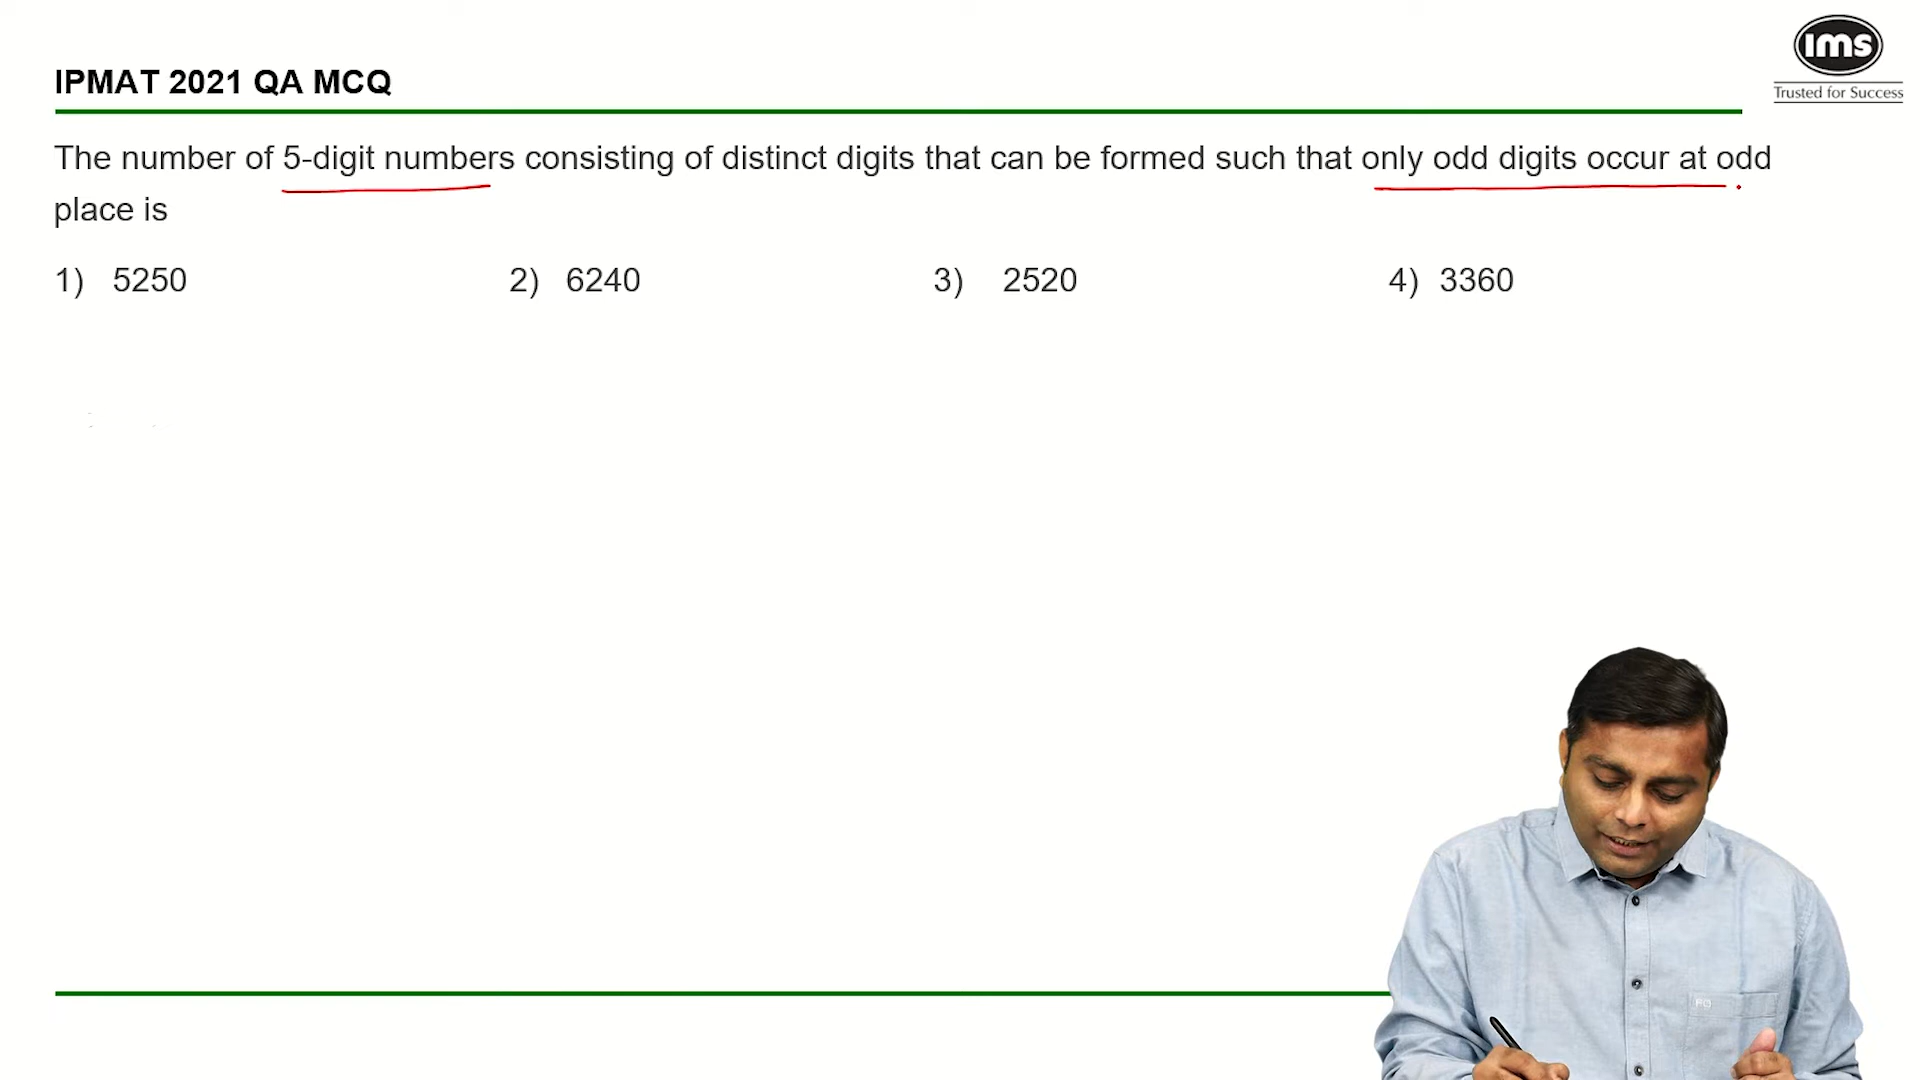 ims
Trusted for Success
IPMAT 2021 QA MCQ
The number of 5-digit numbers consisting of distinct digits that can be formed such that only odd digits occur at odd
place is
1) 5250 2) 6240 3) 2520 4) 3360